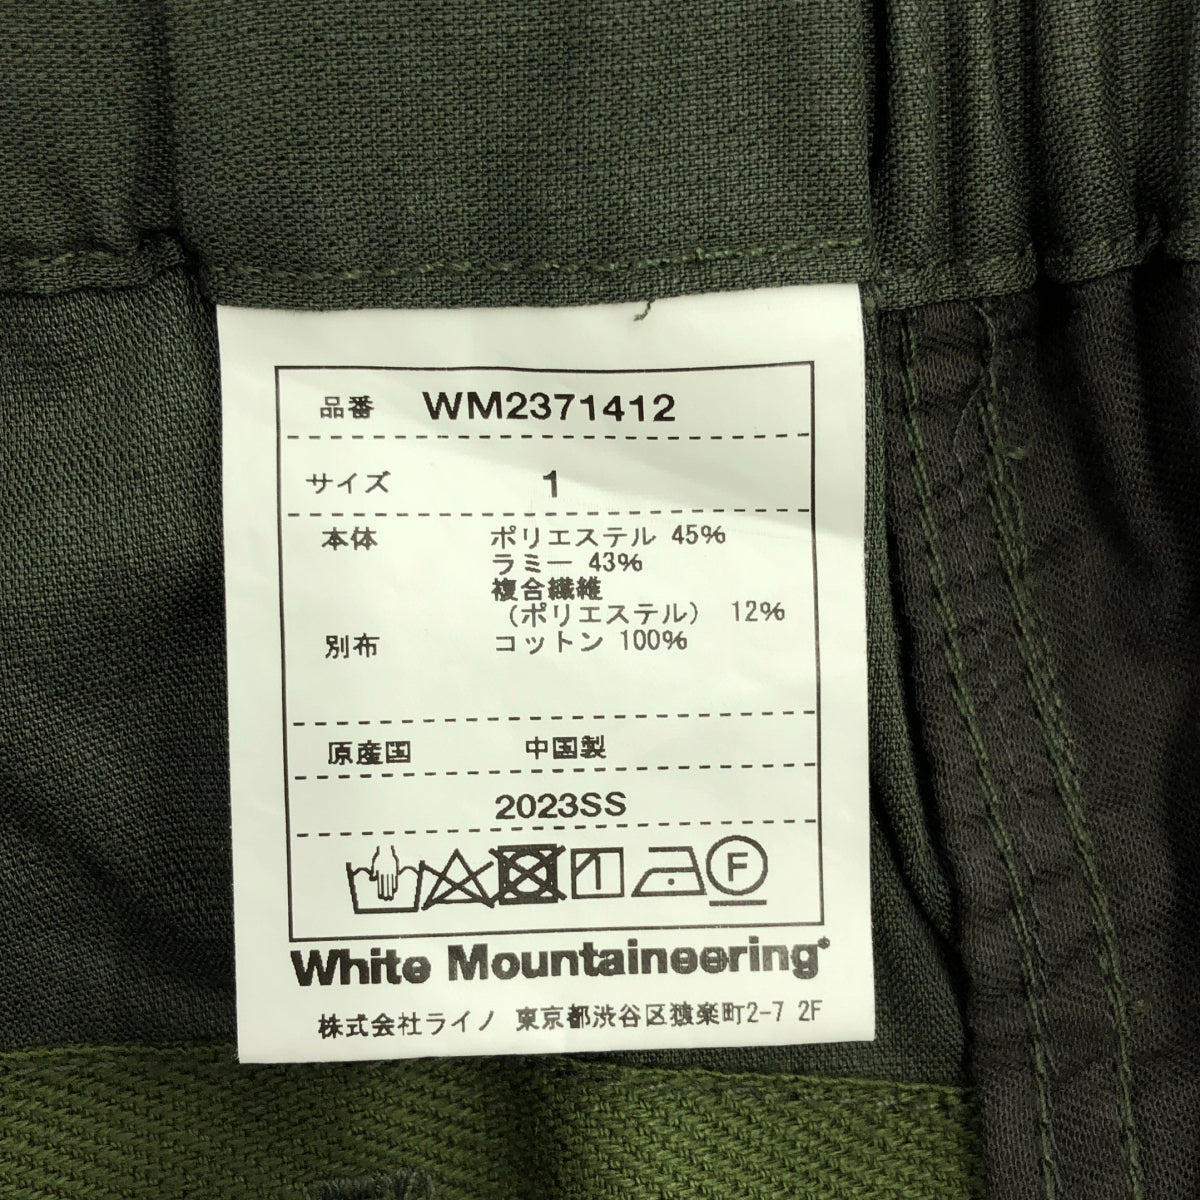 品番 WM2371412
サイズ 1
本体 ポリエステル 45%
ラミー 43%
複合繊維
(ポリエステル) 12%
別布 コットン 100%
原産国 中国製
2023SS
F
White Mountaineering
株式会社ライノ 東京都渋谷区猿楽町2-7 2F